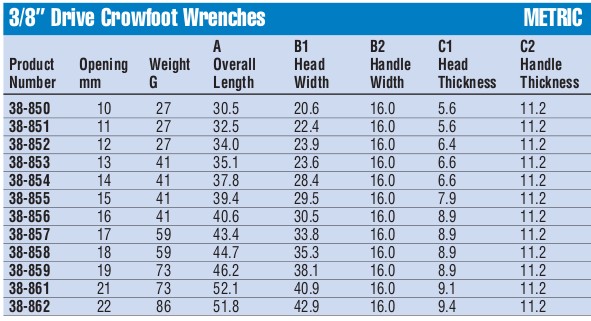 3/8" Drive Crowfoot Wrenches METRIC
A B1 B2 C1 C2
Product Opening Weight Overall Head Handle Head Handle
Number mm G Length Width Width Thickness Thickness
38-850 10 27 30.5 20.6 16.0 5.6 11.2
38-851 11 27 32.5 22.4 16.0 5.6 11.2
38-852 12 27 34.0 23.9 16.0 6.4 11.2
38-853 13 41 35.1 23.6 16.0 6.6 11.2
38-854 14 41 37.8 28.4 16.0 6.6 11.2
38-855 15 41 39.4 29.5 16.0 7.9 11.2
38-856 16 41 40.6 30.5 16.0 8.9 11.2
38-857 17 59 43.4 33.8 16.0 8.9 11.2
38-858 18 59 44.7 35.3 16.0 8.9 11.2
38-859 19 73 46.2 38.1 16.0 8.9 11.2
38-861 21 73 52.1 40.9 16.0 9.1 11.2
38-862 22 86 51.8 42.9 16.0 9.4 11.2